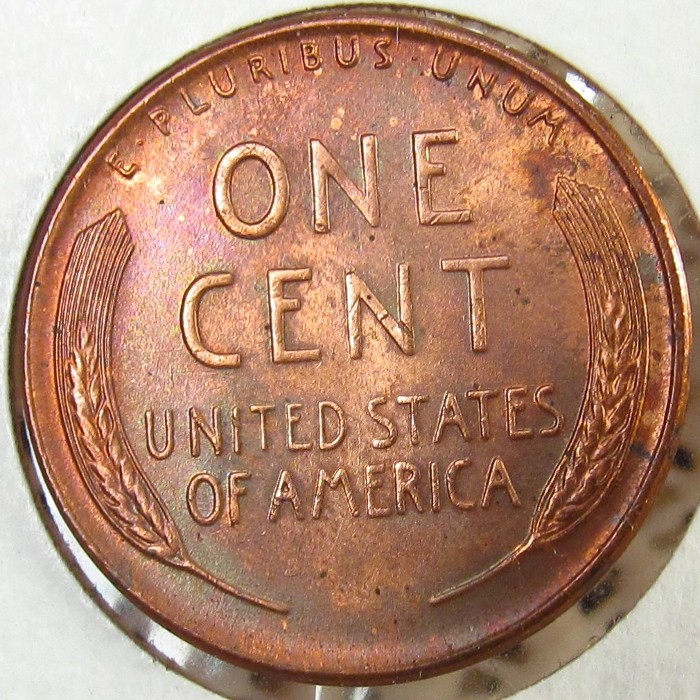 E · PLURIBUS · UNUM
ONE
CENT
UNITED STATES
OF AMERICA